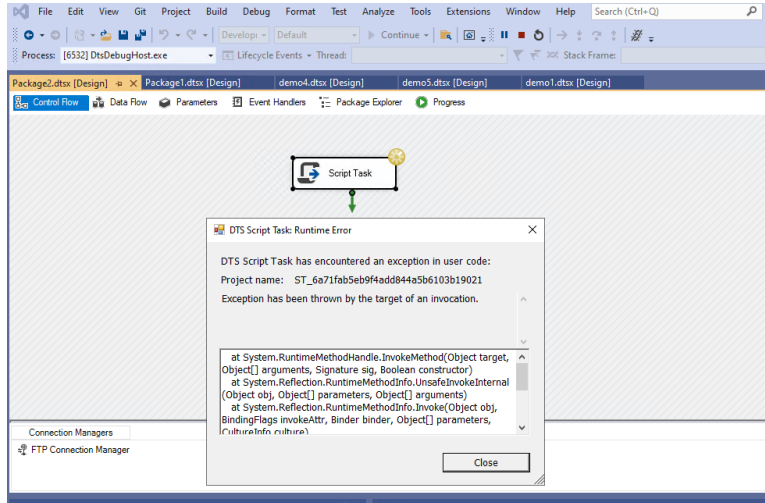 File Edit View Git Project Build Debug Format Test Analyze Tools Extensions Window Help Search (Ctrl+Q)
Develop Default Continue
Process: [6532] DtsDebugHost.exe Lifecycle Events Thread: Stack Frame:
Package2.dtsx [Design] Package1.dtsx [Design] demo4.dtsx [Design] demo5.dtsx [Design] demo1.dtsx [Design]
Control Flow Data Flow Parameters Event Handlers Package Explorer Progress
Script Task
DTS Script Task: Runtime Error
DTS Script Task has encountered an exception in user code:
Project name: ST_6a71fab5eb9f4add844a5b6103b19021
Exception has been thrown by the target of an invocation.
at System.RuntimeMethodHandle.InvokeMethod(Object target,
Object[] arguments, Signature sig, Boolean constructor)
at System.Reflection.RuntimeMethodInfo.UnsafeInvokeInternal
(Object obj, Object[] parameters, Object[] arguments)
at System.Reflection.RuntimeMethodInfo.Invoke(Object obj,
BindingFlags invokeAttr, Binder binder, Object[] parameters,
CultureInfo culture)
Close
Connection Managers
FTP Connection Manager